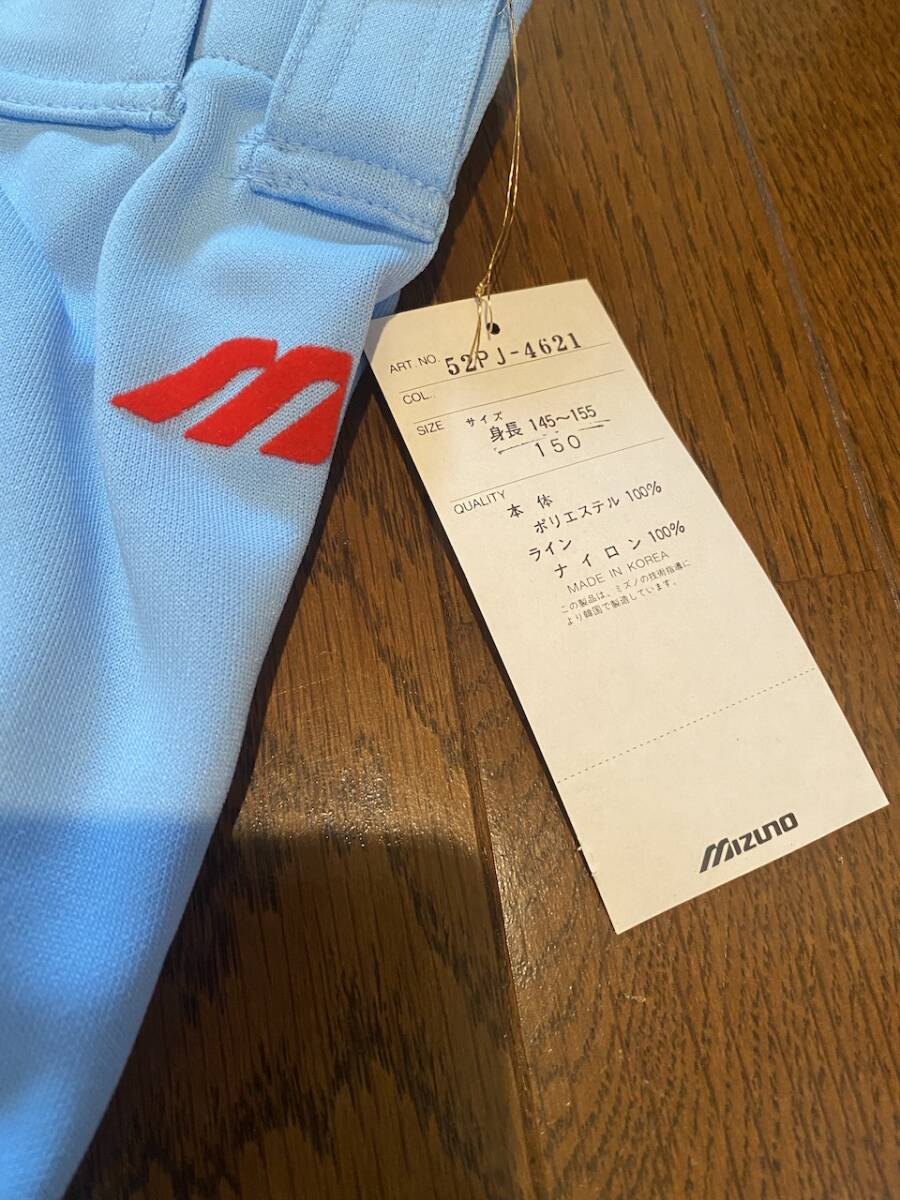 ART. NO. 52PJ-4621
COL.
SIZE サイズ
身長 145〜155
150
QUALITY
本体
ポリエステル 100%
ライン
ナイロン 100%
MADE IN KOREA
この製品は、ミズノの技術指導に
より韓国で製造しています。
MIZUNO